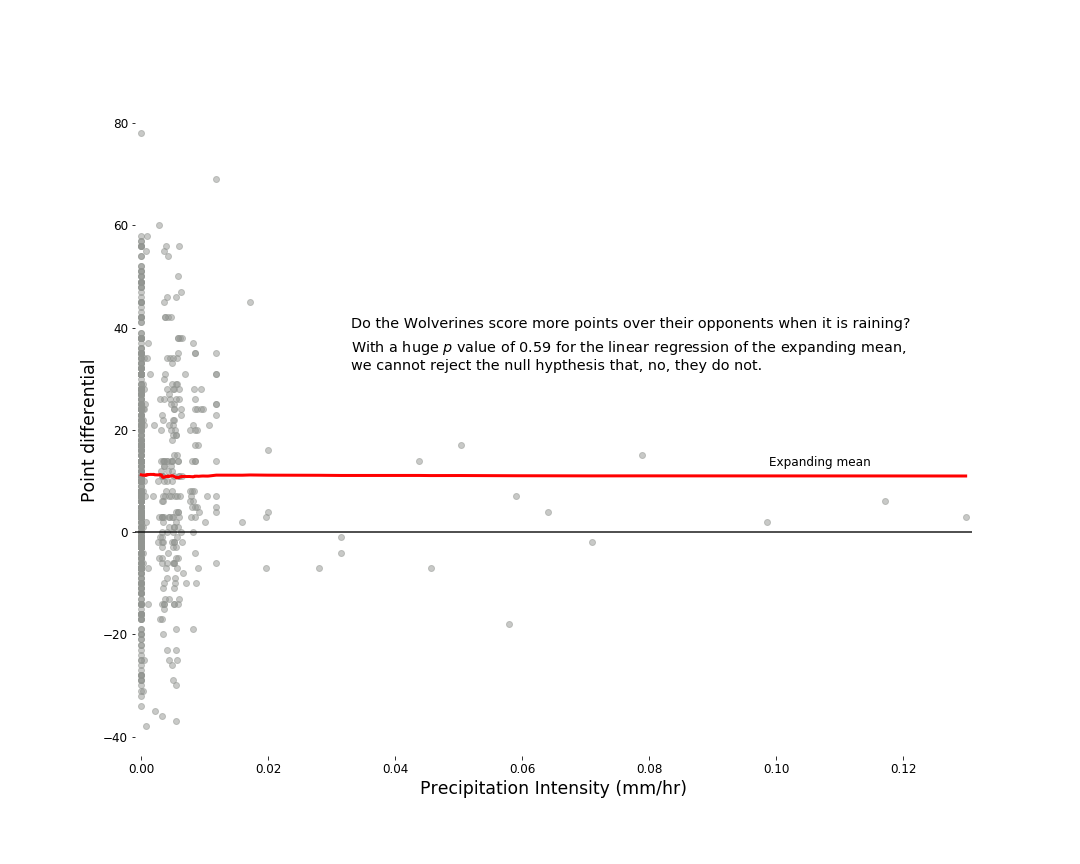 80
60
40
20
0
−20
−40
Point differential
Do the Wolverines score more points over their opponents when it is raining?
With a huge p value of 0.59 for the linear regression of the expanding mean,
we cannot reject the null hypthesis that, no, they do not.
Expanding mean
0.00 0.02 0.04 0.06 0.08 0.10 0.12
Precipitation Intensity (mm/hr)